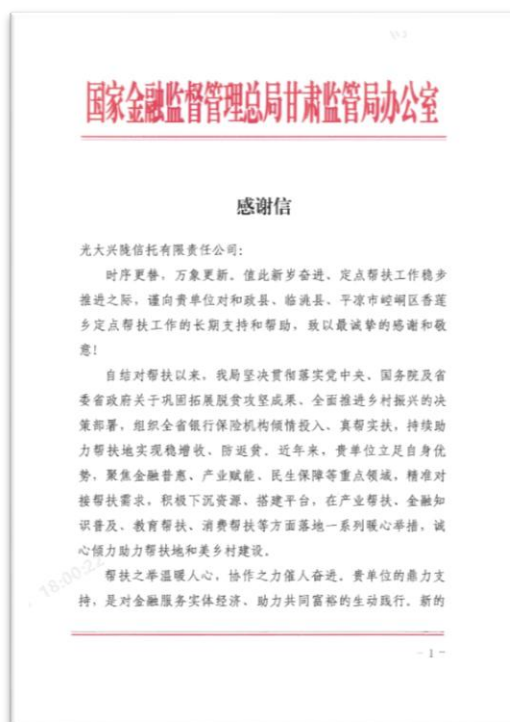 国家金融监督管理总局甘肃监管局办公室
感谢信
光大兴陇信托有限责任公司：
时序更替，万象更新。值此新岁奋进、定点帮扶工作稳步
推进之际，谨向贵单位对和政县、临洮县、平凉市崆峒区香莲
乡定点帮扶工作的长期支持和帮助，致以最诚挚的感谢和敬
意！
自结对帮扶以来，我局坚决贯彻落实党中央、国务院及省
委省政府关于巩固拓展脱贫攻坚成果、全面推进乡村振兴的决
策部署，组织全省银行保险机构倾情投入、真帮实扶，持续助
力帮扶地实现稳增收、防返贫。近年来，贵单位立足自身优
势，聚焦金融普惠、产业赋能、民生保障等重点领域，精准对
接帮扶需求，积极下沉资源、搭建平台，在产业帮扶、金融知
识普及、教育帮扶、消费帮扶等方面落地一系列暖心举措，诚
心倾力助力帮扶地和美乡村建设。
帮扶之举温暖人心，协作之力催人奋进。贵单位的鼎力支
持，是对金融服务实体经济、助力共同富裕的生动践行。新的
18:00:22
- 1 -